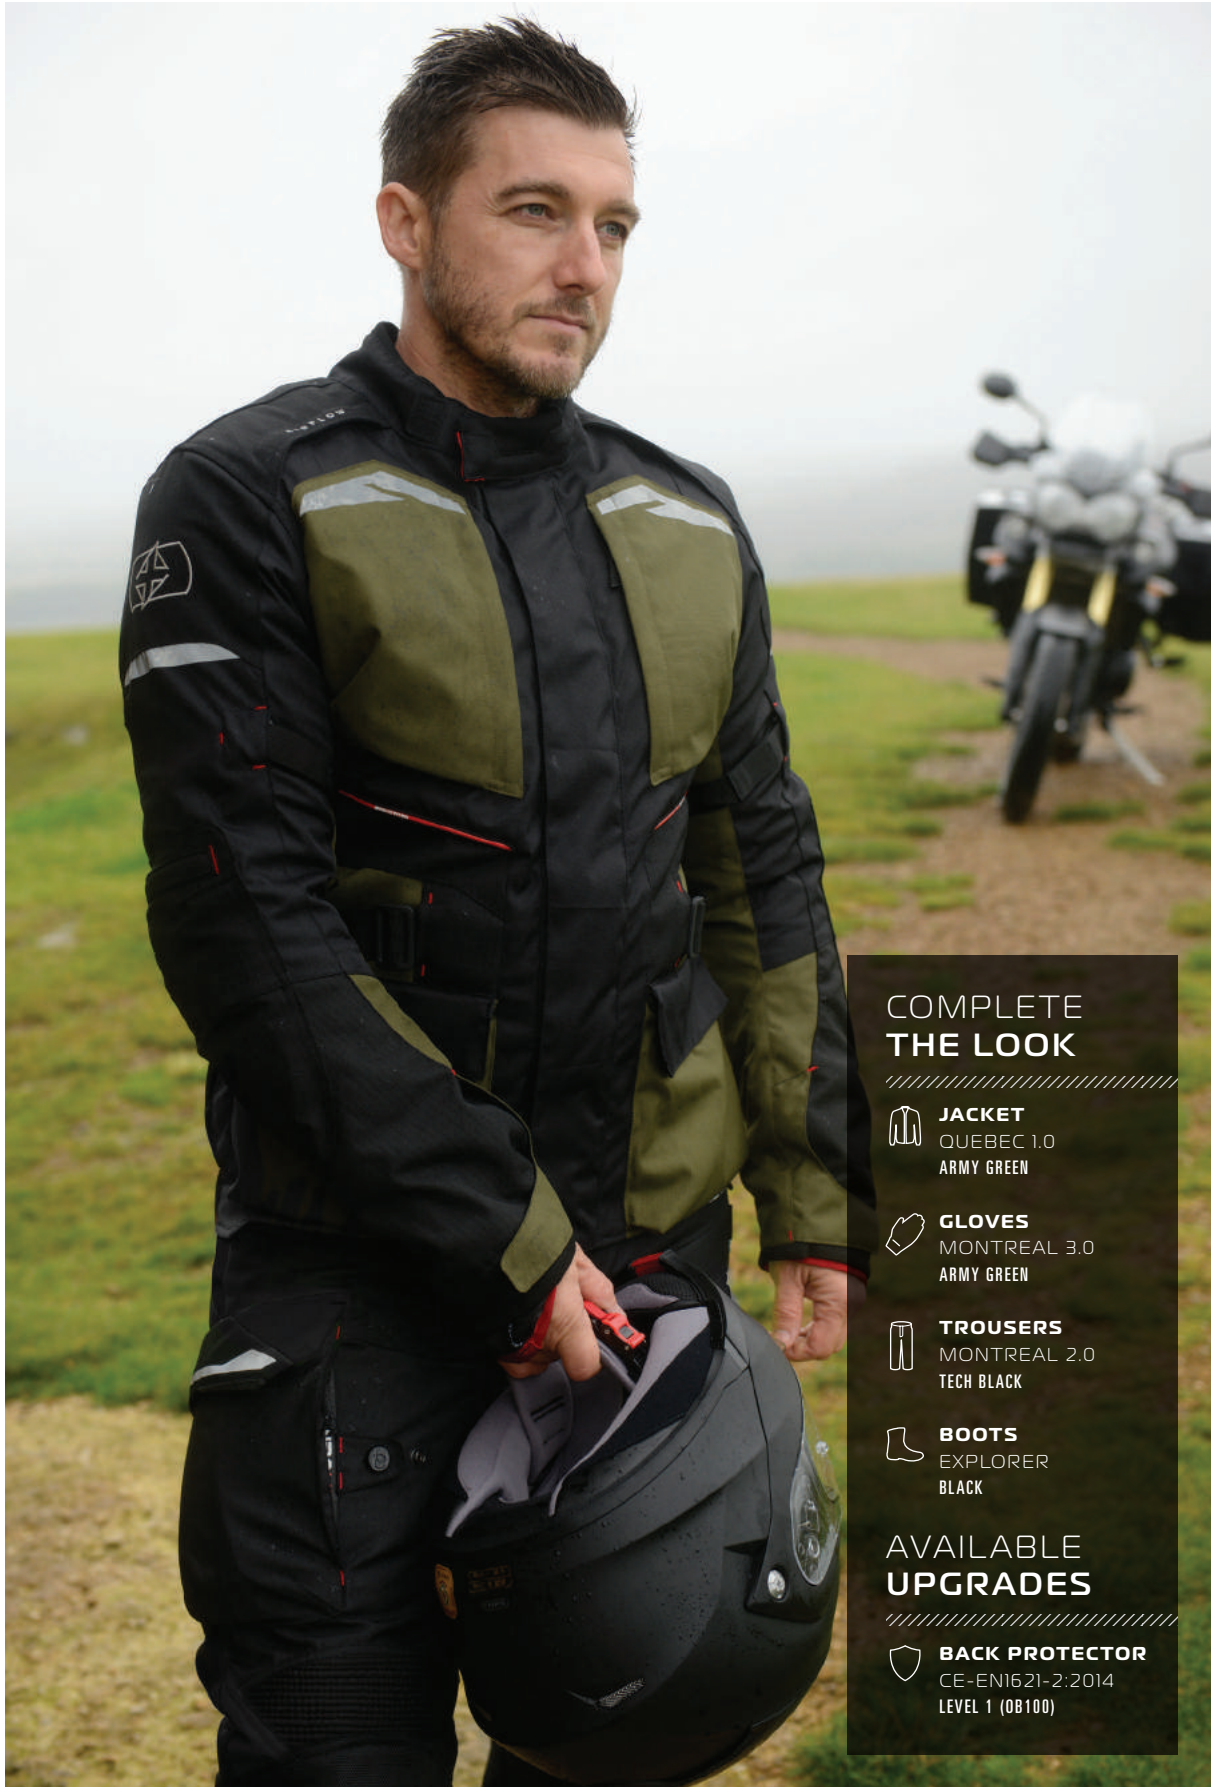 COMPLETE
THE LOOK
JACKET
QUEBEC 1.0
ARMY GREEN
GLOVES
MONTREAL 3.0
ARMY GREEN
TROUSERS
MONTREAL 2.0
TECH BLACK
BOOTS
EXPLORER
BLACK
AVAILABLE
UPGRADES
BACK PROTECTOR
CE-EN1621-2:2014
LEVEL 1 (OB100)